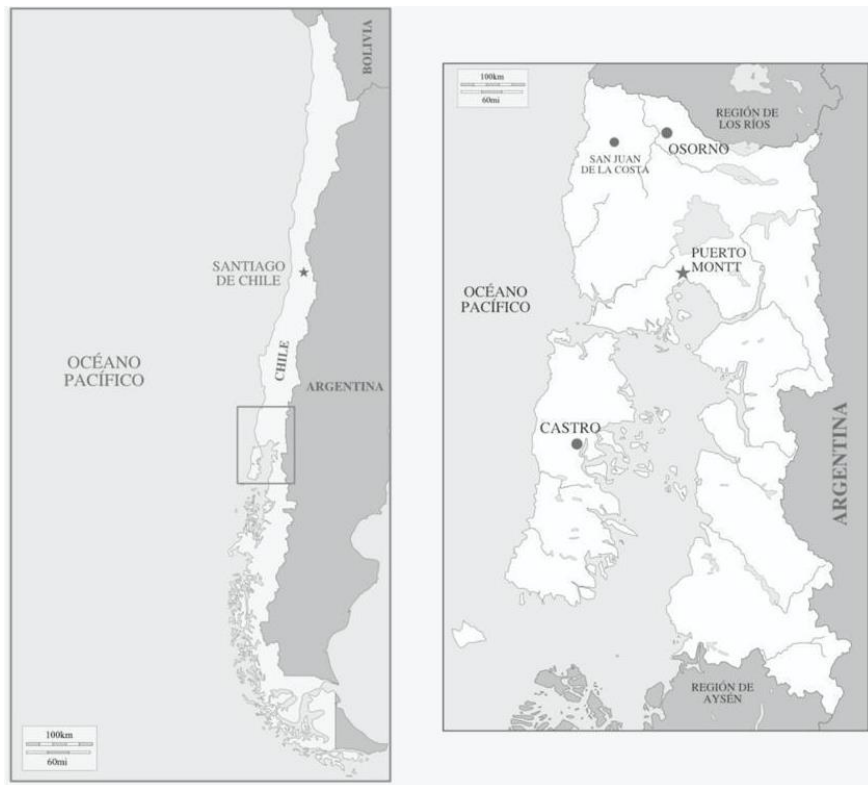 BOLIVIA
SANTIAGO
DE CHILE
OCÉANO
PACÍFICO
CHILE
ARGENTINA
100km
60mi
100km
60mi
REGIÓN DE
LOS RÍOS
OSORNO
SAN JUAN
DE LA COSTA
PUERTO
MONTT
OCÉANO
PACÍFICO
CASTRO
ARGENTINA
REGIÓN DE
AYSÉN